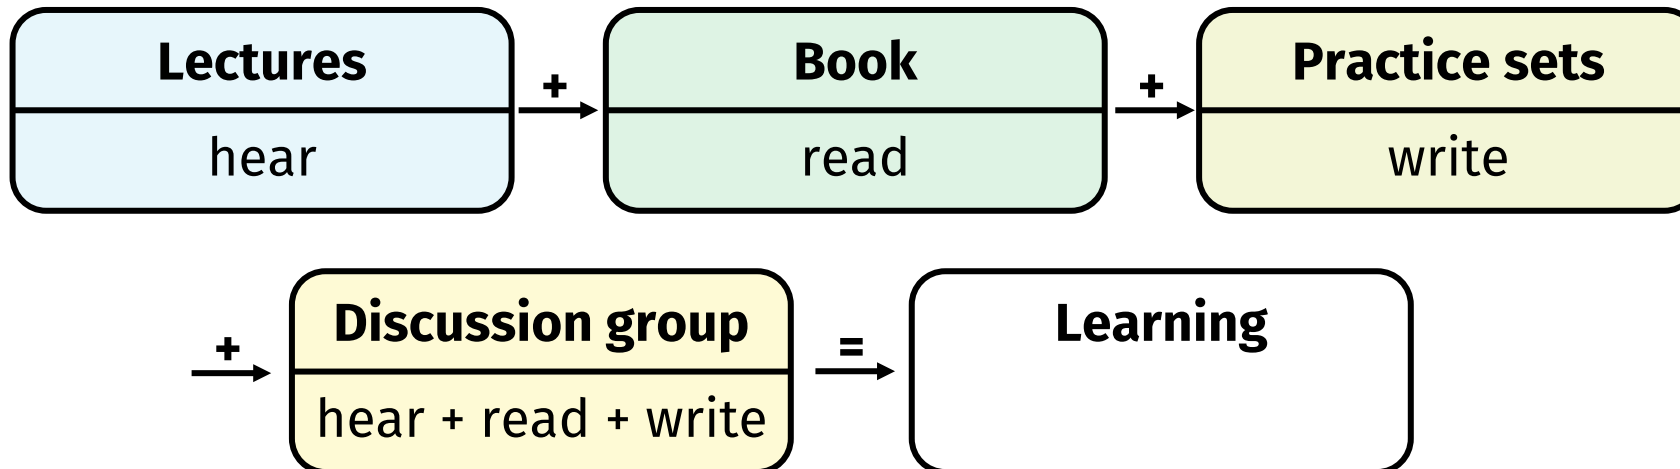 Lectures
hear
+
Book
read
+
Practice sets
write
+
Discussion group
hear + read + write
=
Learning